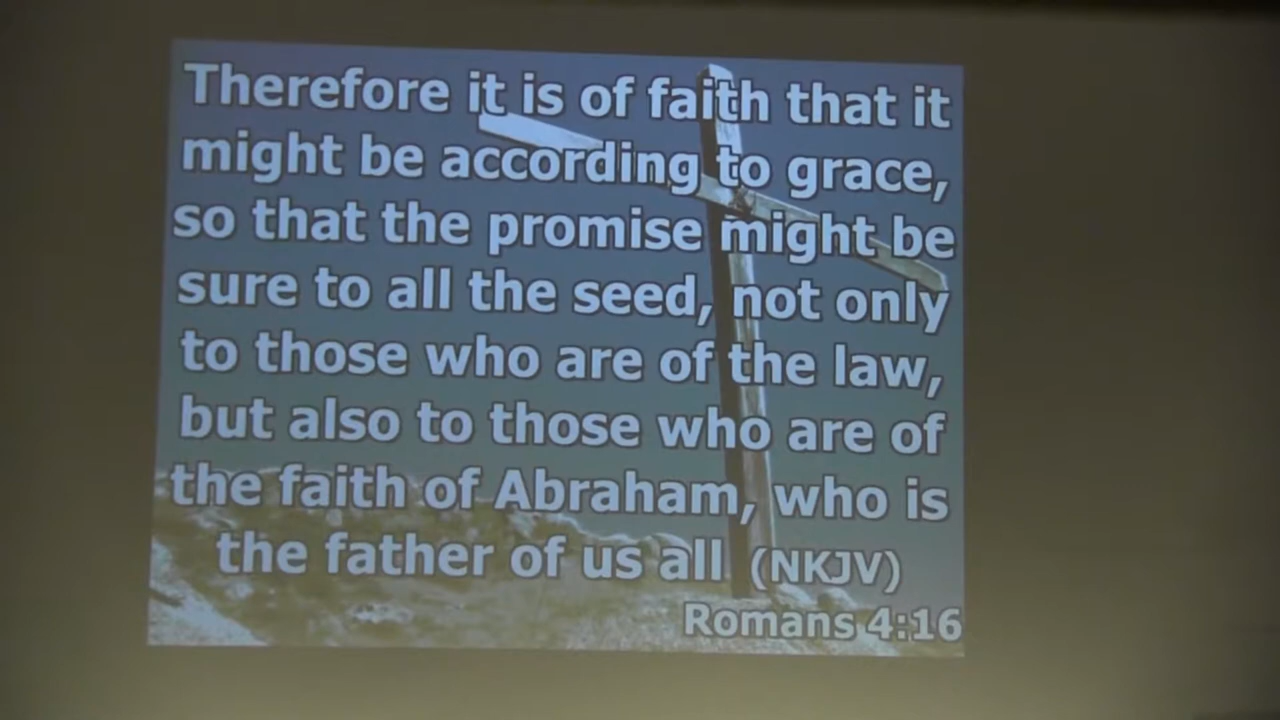 Therefore it is of faith that it
might be according to grace,
so that the promise might be
sure to all the seed, not only
to those who are of the law,
but also to those who are of
the faith of Abraham, who is
the father of us all (NKJV)
Romans 4:16